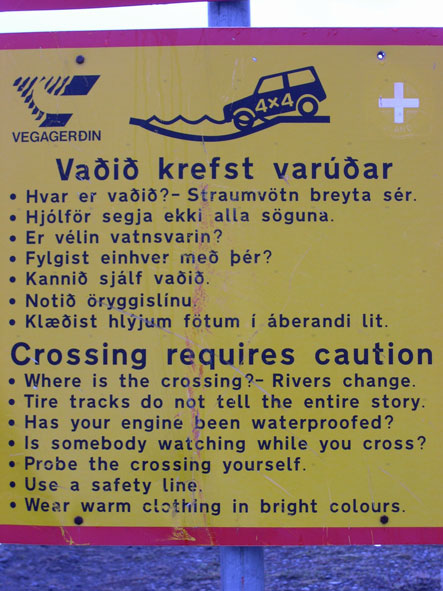 VEGAGERÐIN
4×4
Vaðið krefst varúðar
• Hvar er vaðið?– Straumvötn breyta sér.
• Hjólför segja ekki alla söguna.
• Er vélin vatnsvarin?
• Fylgist einhver með þér?
• Kannið sjálf vaðið.
• Notið öryggislínu.
• Klæðist hlýjum fötum í áberandi lit.
Crossing requires caution
• Where is the crossing?– Rivers change.
• Tire tracks do not tell the entire story.
• Has your engine been waterproofed?
• Is somebody watching while you cross?
• Probe the crossing yourself.
• Use a safety line.
• Wear warm clothing in bright colours.